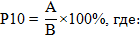 P10 = A/B ×100%, где: